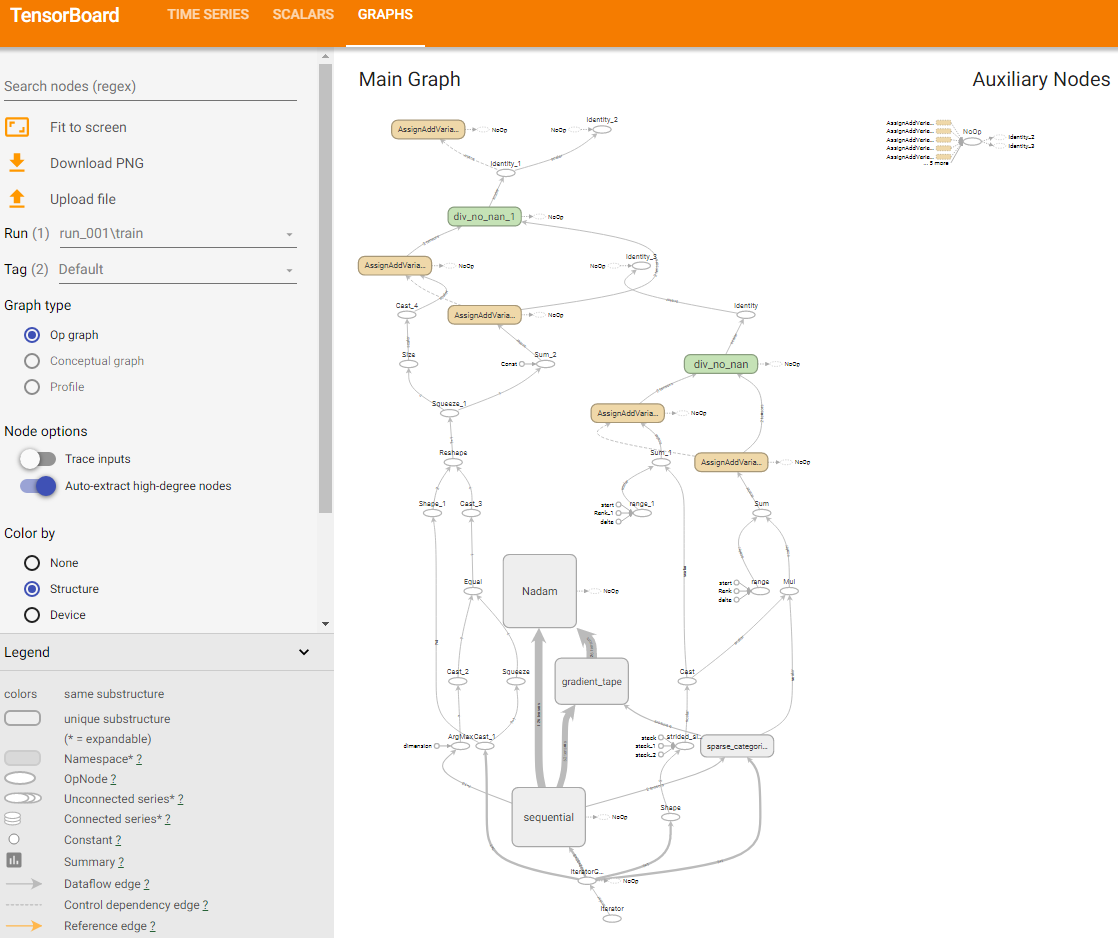 TensorBoard
TIME SERIES
SCALARS
GRAPHS
Search nodes (regex)
Fit to screen
Download PNG
Upload file
Run (1) run_001\train
Tag (2) Default
Graph type
Op graph
Conceptual graph
Profile
Node options
Trace inputs
Auto-extract high-degree nodes
Color by
None
Structure
Device
Legend
colors same substructure
unique substructure
(* = expandable)
Namespace* ?
OpNode ?
Unconnected series* ?
Connected series* ?
Constant ?
Summary ?
Dataflow edge ?
Control dependency edge ?
Reference edge ?
Main Graph
AssignAddVaria...
NoOp
NoOp
Identity_2
Identity_1
div_no_nan_1
NoOp
AssignAddVaria...
NoOp
NoOp
Identity_3
Cast_4
AssignAddVaria...
NoOp
Identity
Size
Const
Sum_2
div_no_nan
NoOp
Squeeze_1
AssignAddVaria...
NoOp
Reshape
Sum_1
AssignAddVaria...
NoOp
Shape_1
Cast_3
start
Rank_1
delta
range_1
Sum
Equal
Nadam
NoOp
start
Rank
delta
range
Mul
Cast_2
Squeeze
gradient_tape
Cast
dimension
ArgMax
Cast_1
stack
stack_1
stack_2
strided_sl...
sparse_categori...
sequential
NoOp
Shape
IteratorG...
NoOp
Iterator
Auxiliary Nodes
AssignAddVaria...
AssignAddVaria...
AssignAddVaria...
AssignAddVaria...
AssignAddVaria...
... 5 more
NoOp
Identity_2
Identity_3